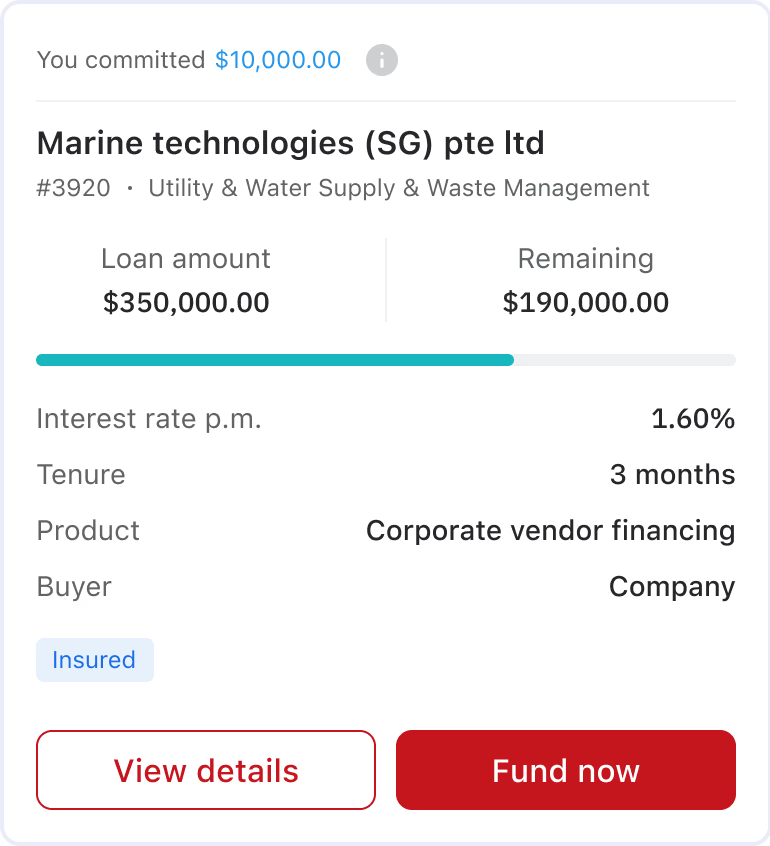 You committed $10,000.00
Marine technologies (SG) pte ltd
#3920 · Utility & Water Supply & Waste Management
Loan amount Remaining
$350,000.00 $190,000.00
Interest rate p.m. 1.60%
Tenure 3 months
Product Corporate vendor financing
Buyer Company
Insured
View details Fund now